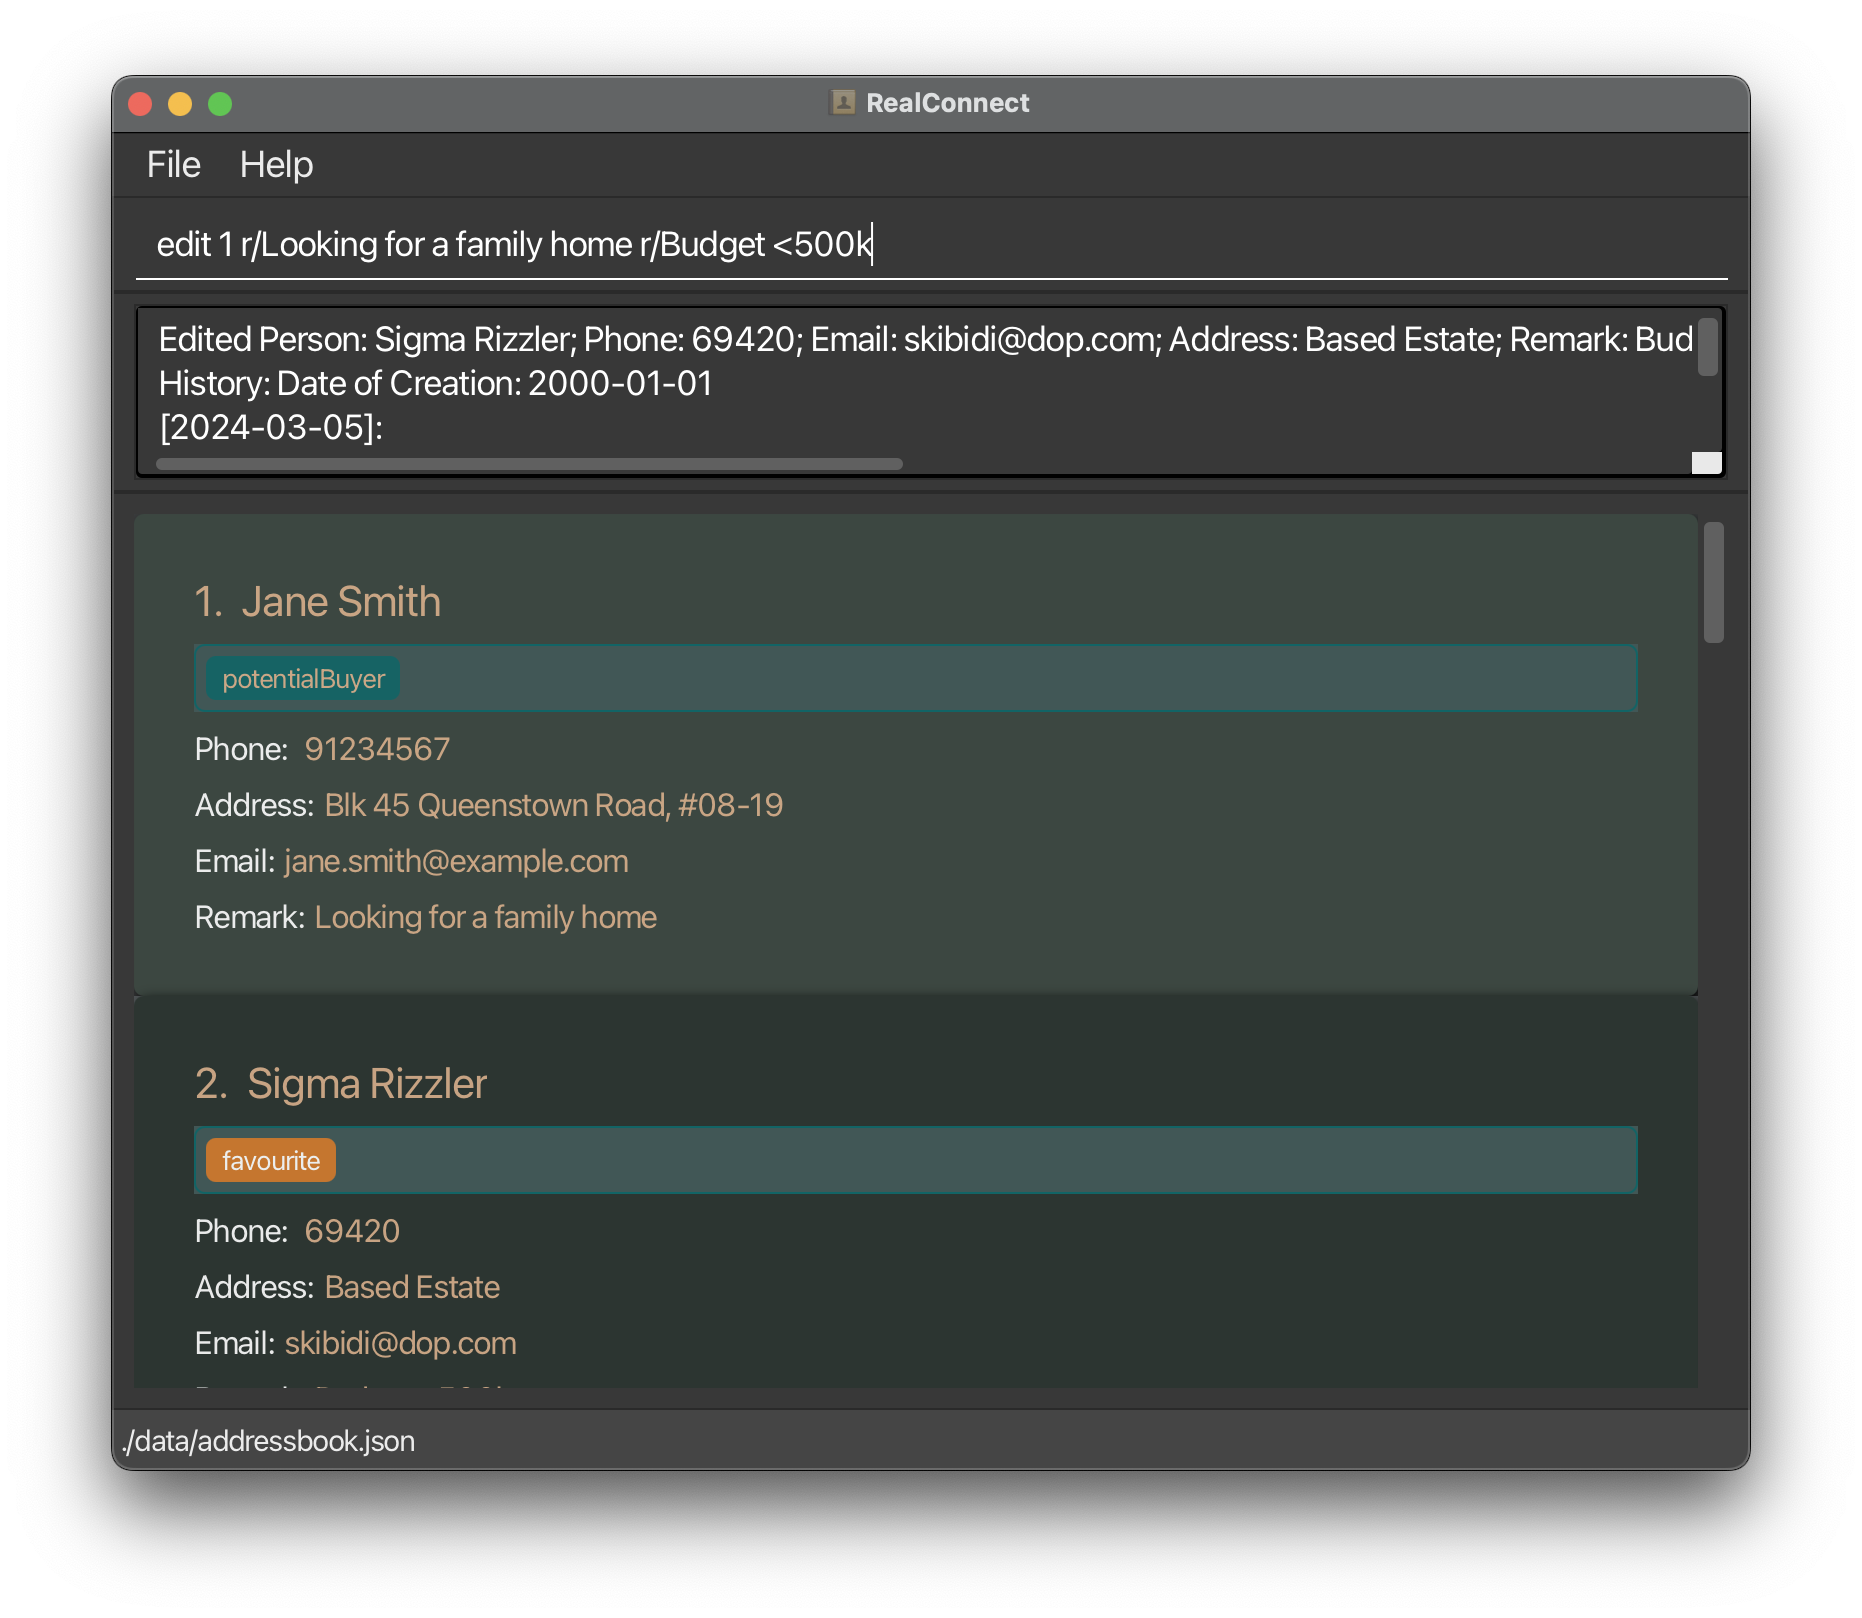 RealConnect
File Help
edit 1 r/Looking for a family home r/Budget <500k
Edited Person: Sigma Rizzler; Phone: 69420; Email: skibidi@dop.com; Address: Based Estate; Remark: Bud
History: Date of Creation: 2000-01-01
[2024-03-05]:
1. Jane Smith
potentialBuyer
Phone: 91234567
Address: Blk 45 Queenstown Road, #08-19
Email: jane.smith@example.com
Remark: Looking for a family home
2. Sigma Rizzler
favourite
Phone: 69420
Address: Based Estate
Email: skibidi@dop.com
./data/addressbook.json